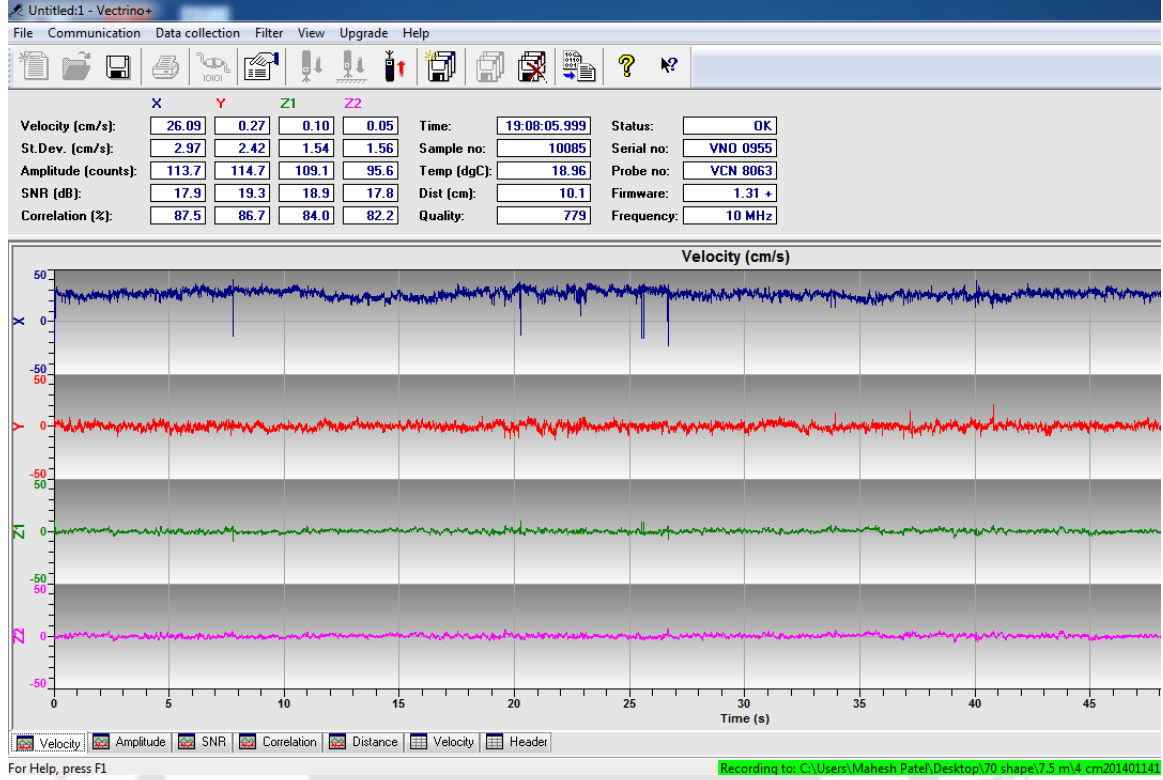 Untitled:1 - Vectrino+
File Communication Data collection Filter View Upgrade Help
X Y Z1 Z2
Velocity (cm/s): 26.09 0.27 0.10 0.05 Time: 19:08:05.999 Status: OK
St.Dev. (cm/s): 2.97 2.42 1.54 1.56 Sample no: 10085 Serial no: VNO 0955
Amplitude (counts): 113.7 114.7 109.1 95.6 Temp (dgC): 18.96 Probe no: VCN 8063
SNR (dB): 17.9 19.3 18.9 17.8 Dist (cm): 10.1 Firmware: 1.31 +
Correlation (%): 87.5 86.7 84.0 82.2 Quality: 779 Frequency: 10 MHz
Velocity (cm/s)
50
X 0
-50
50
Y 0
-50
50
Z1 0
-50
50
Z2 0
-50
0 5 10 15 20 25 30 35 40 45
Time (s)
Velocity Amplitude SNR Correlation Distance Velocity Header
For Help, press F1 Recording to: C:\Users\Mahesh Patel\Desktop\70 shape\7.5 m\4 cm201401141